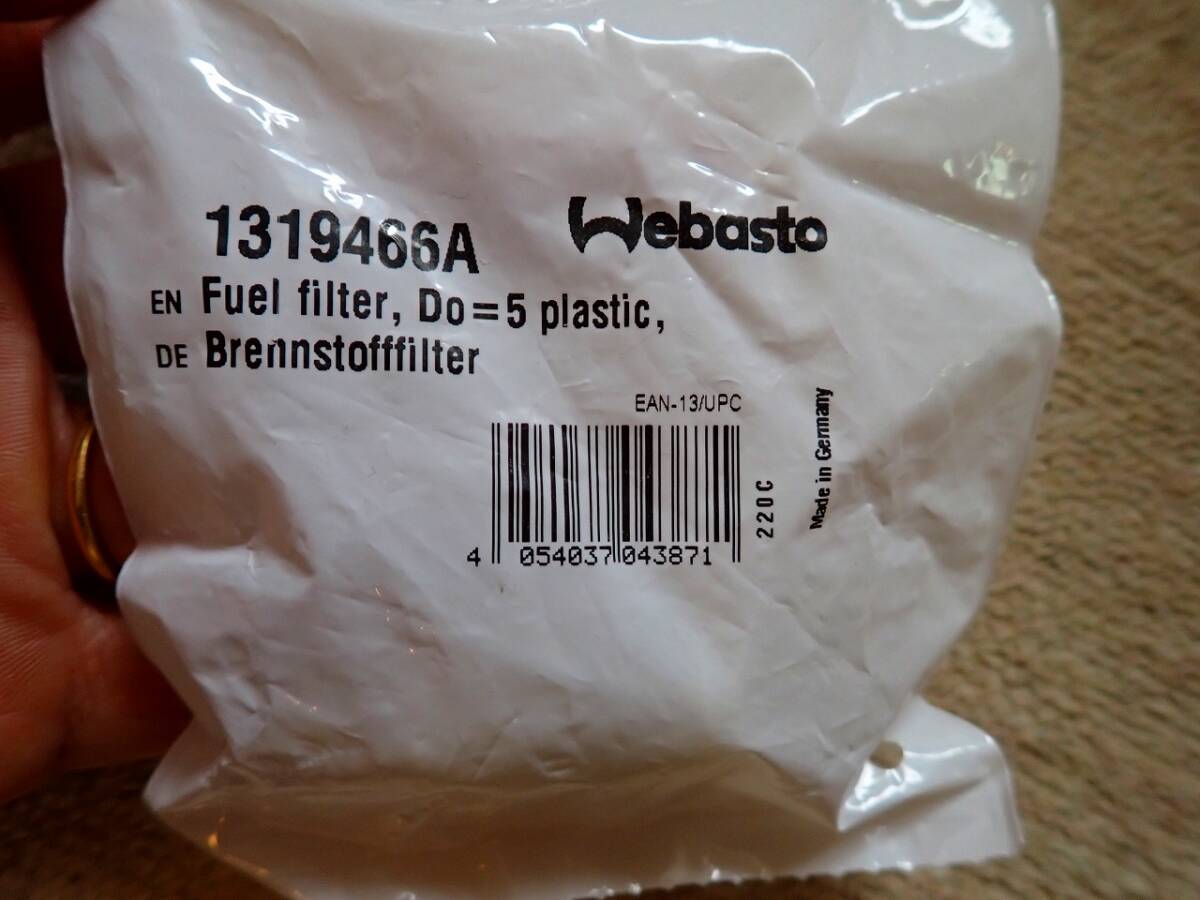 1319466A Webasto
EN Fuel filter, Do=5 plastic,
DE Brennstofffilter
EAN-13/UPC
4 054037 043871
220C
Made in Germany